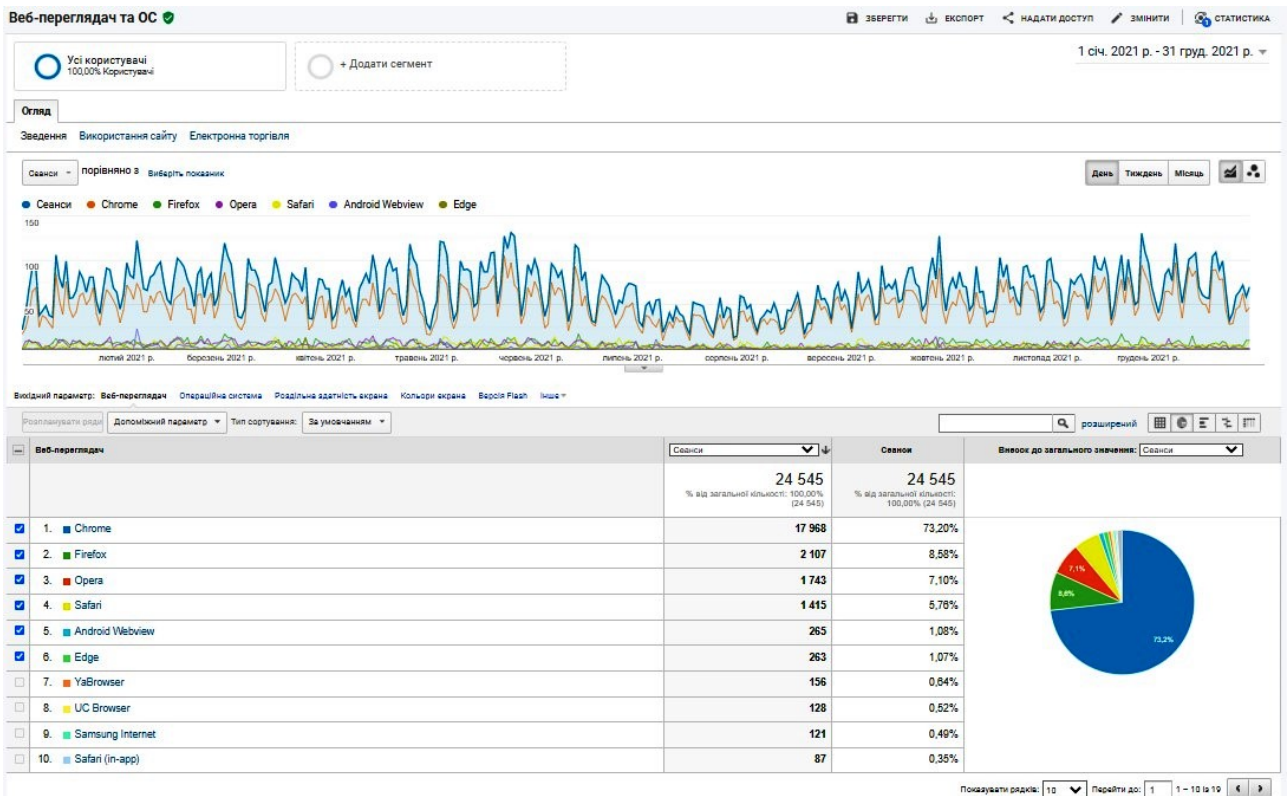 Веб-переглядач та ОС
ЗБЕРЕГТИ ЕКСПОРТ НАДАТИ ДОСТУП ЗМІНИТИ 1 СТАТИСТИКА
Усі користувачі
100,00% Користувачі
+ Додати сегмент
1 січ. 2021 р. - 31 груд. 2021 р.
Огляд
Зведення Використання сайту Електронна торгівля
Сеанси порівняно з Виберіть показник
День Тиждень Місяць
Сеанси Chrome Firefox Opera Safari Android Webview Edge
150
100
50
лютий 2021 р. березень 2021 р. квітень 2021 р. травень 2021 р. червень 2021 р. липень 2021 р. серпень 2021 р. вересень 2021 р. жовтень 2021 р. листопад 2021 р. грудень 2021 р.
Вихідний параметр: Веб-переглядач Операційна система Роздільна здатність екрана Кольори екрана Версія Flash Інше
Розпланувати ряди Допоміжний параметр Тип сортування: За умовчанням розширений
Веб-переглядач Сеанси Сеанси Внесок до загального значення: Сеанси
24 545 24 545
% від загальної кількості: 100,00% (24 545) % від загальної кількості: 100,00% (24 545)
1. Chrome 17 968 73,20%
2. Firefox 2 107 8,58%
3. Opera 1 743 7,10%
4. Safari 1 415 5,76%
5. Android Webview 265 1,08%
6. Edge 263 1,07%
7. YaBrowser 156 0,64%
8. UC Browser 128 0,52%
9. Samsung Internet 121 0,49%
10. Safari (in-app) 87 0,35%
7,1%
8,6%
73,2%
Показувати рядків: 10 Перейти до: 1 1 – 10 із 19